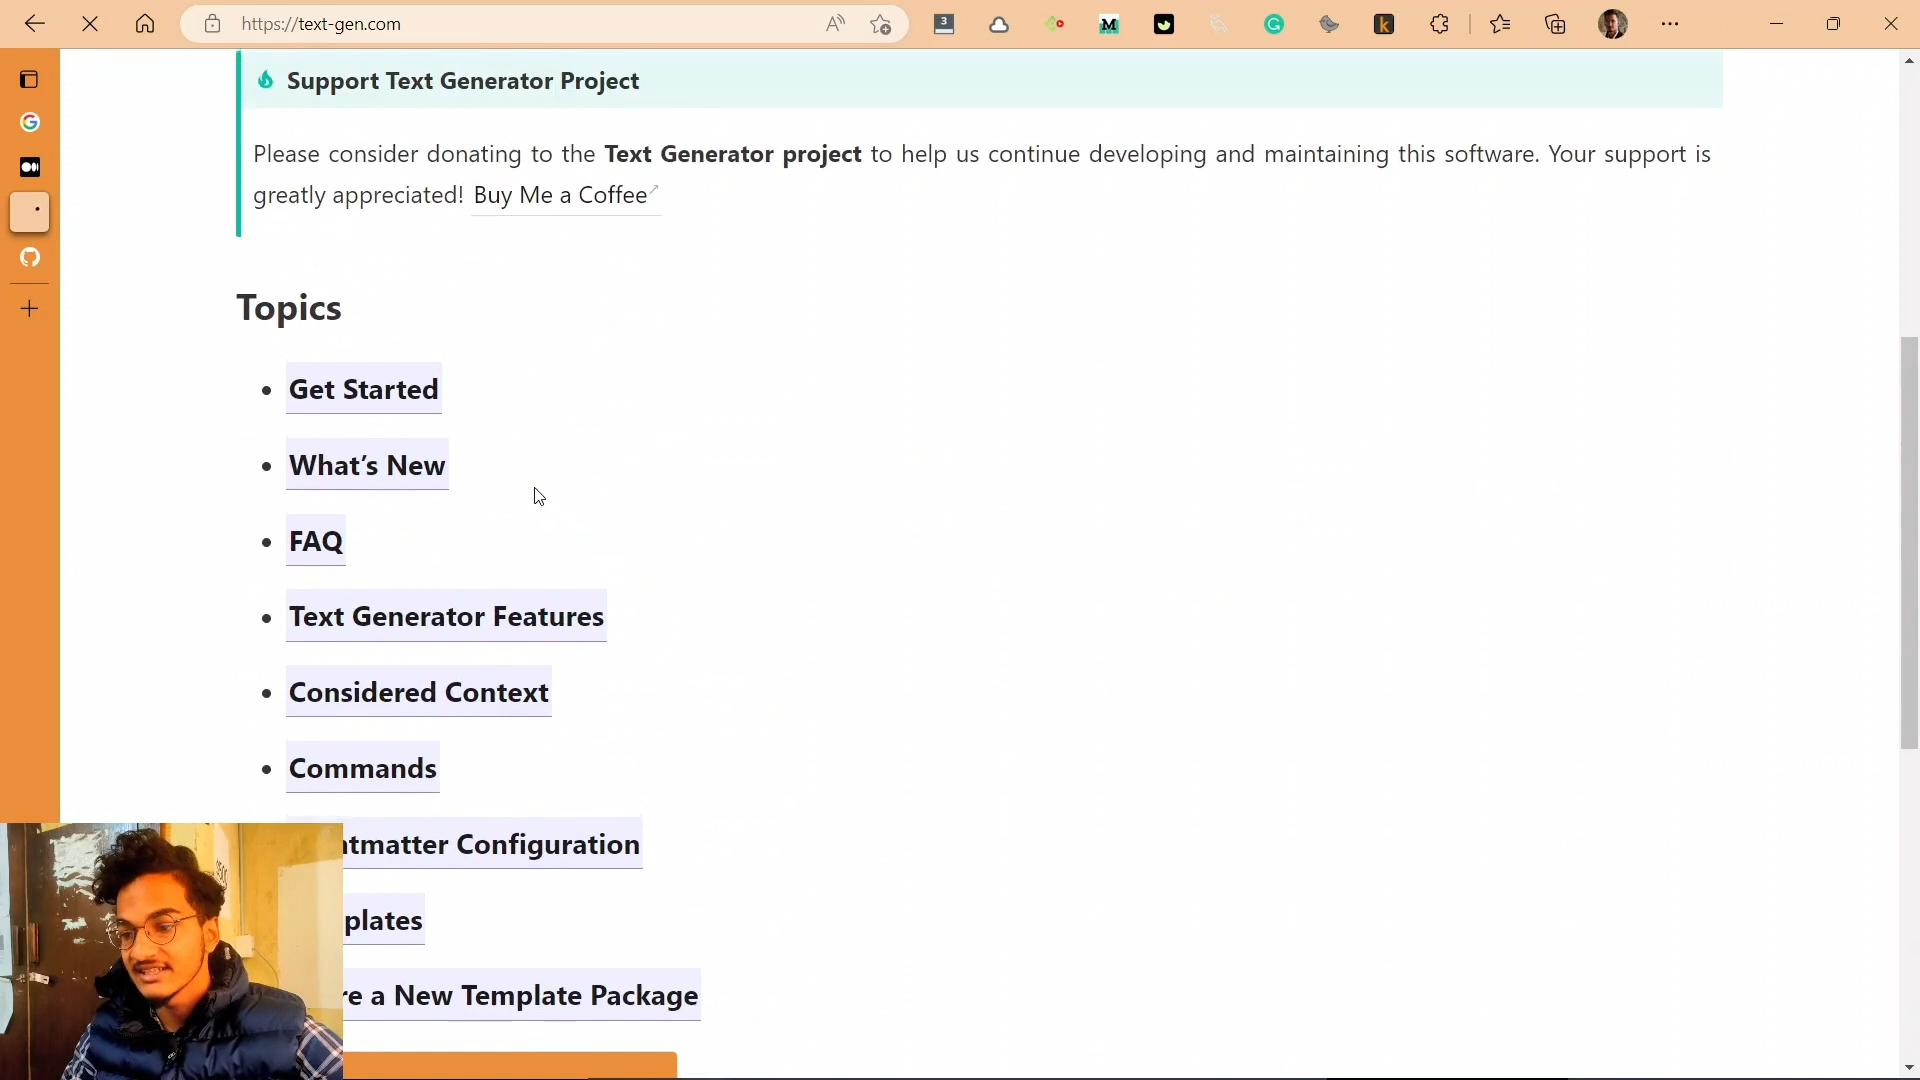 https://text-gen.com
3
M
G
k
G
Support Text Generator Project
Please consider donating to the Text Generator project to help us continue developing and maintaining this software. Your support is
greatly appreciated! Buy Me a Coffee
Topics
Get Started
What's New
FAQ
Text Generator Features
Considered Context
Commands
tmatter Configuration
plates
re a New Template Package